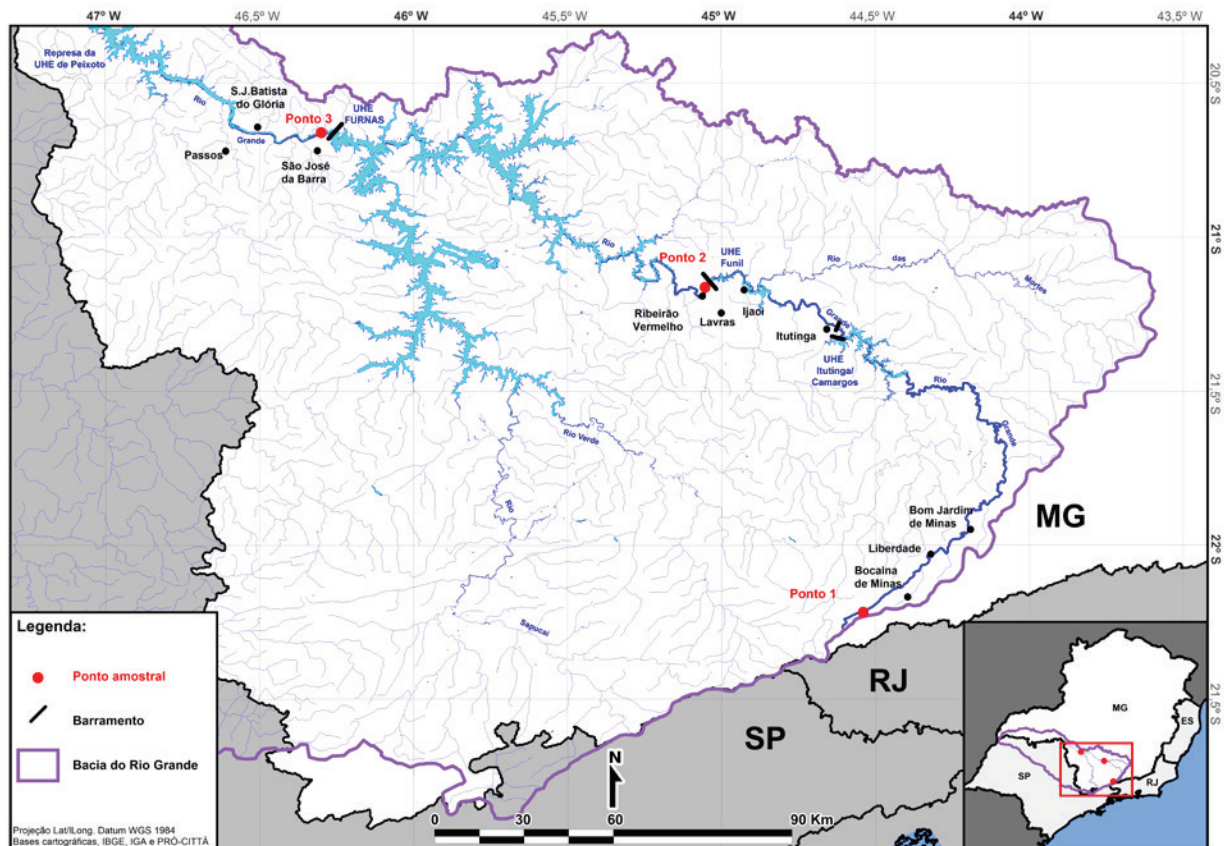 47° W
46,5° W
46° W
45,5° W
45° W
44,5° W
44° W
43,5° W
Represa da
UHE de Peixoto
S.J.Batista
do Glória
Rio
Grande
Ponto 3
UHE
FURNAS
Passos
São José
da Barra
20,5° S
21° S
21,5° S
22° S
21,5° S
Rio
Ponto 2
UHE
Funil
Rio
das
Mortes
Ribeirão
Vermelho
Lavras
Ijaci
Grande
Itutinga
UHE
Itutinga/
Camargos
Rio
Grande
Rio Verde
Rio
Sapucaí
Bom Jardim
de Minas
Liberdade
Bocaina
de Minas
Ponto 1
MG
RJ
SP
Legenda:
Ponto amostral
Barramento
Bacia do Rio Grande
Projeção Lat/lLong. Datum WGS 1984
Bases cartográficas, IBGE, IGA e PRÓ-CITTÀ
N
0 30 60 90 Km
MG
ES
SP
RJ